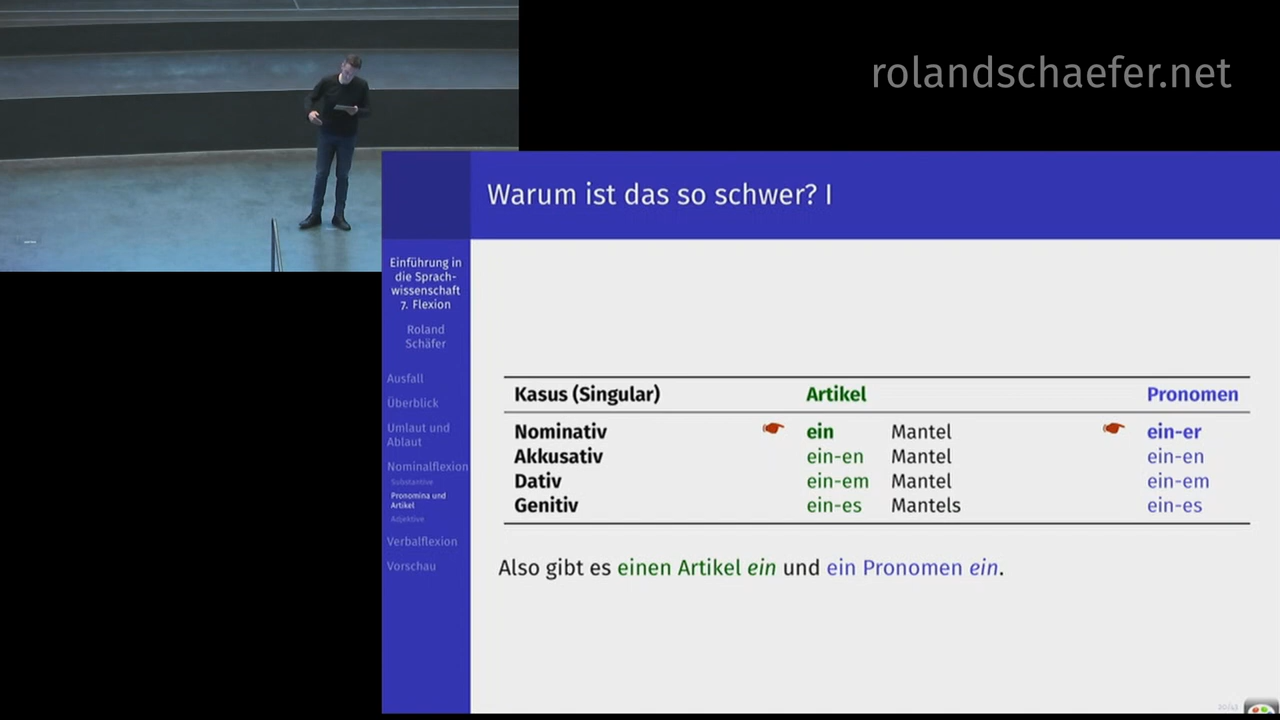 rolandschaefer.net
Warum ist das so schwer? I
Einführung in
die Sprach-
wissenschaft
7. Flexion
Roland
Schäfer
Ausfall
Überblick
Umlaut und
Ablaut
Nominalflexion
Substantive
Pronomina und
Artikel
Adjektive
Verbalflexion
Vorschau
Kasus (Singular) Artikel Pronomen
Nominativ ein Mantel ein-er
Akkusativ ein-en Mantel ein-en
Dativ ein-em Mantel ein-em
Genitiv ein-es Mantels ein-es
Also gibt es einen Artikel ein und ein Pronomen ein.